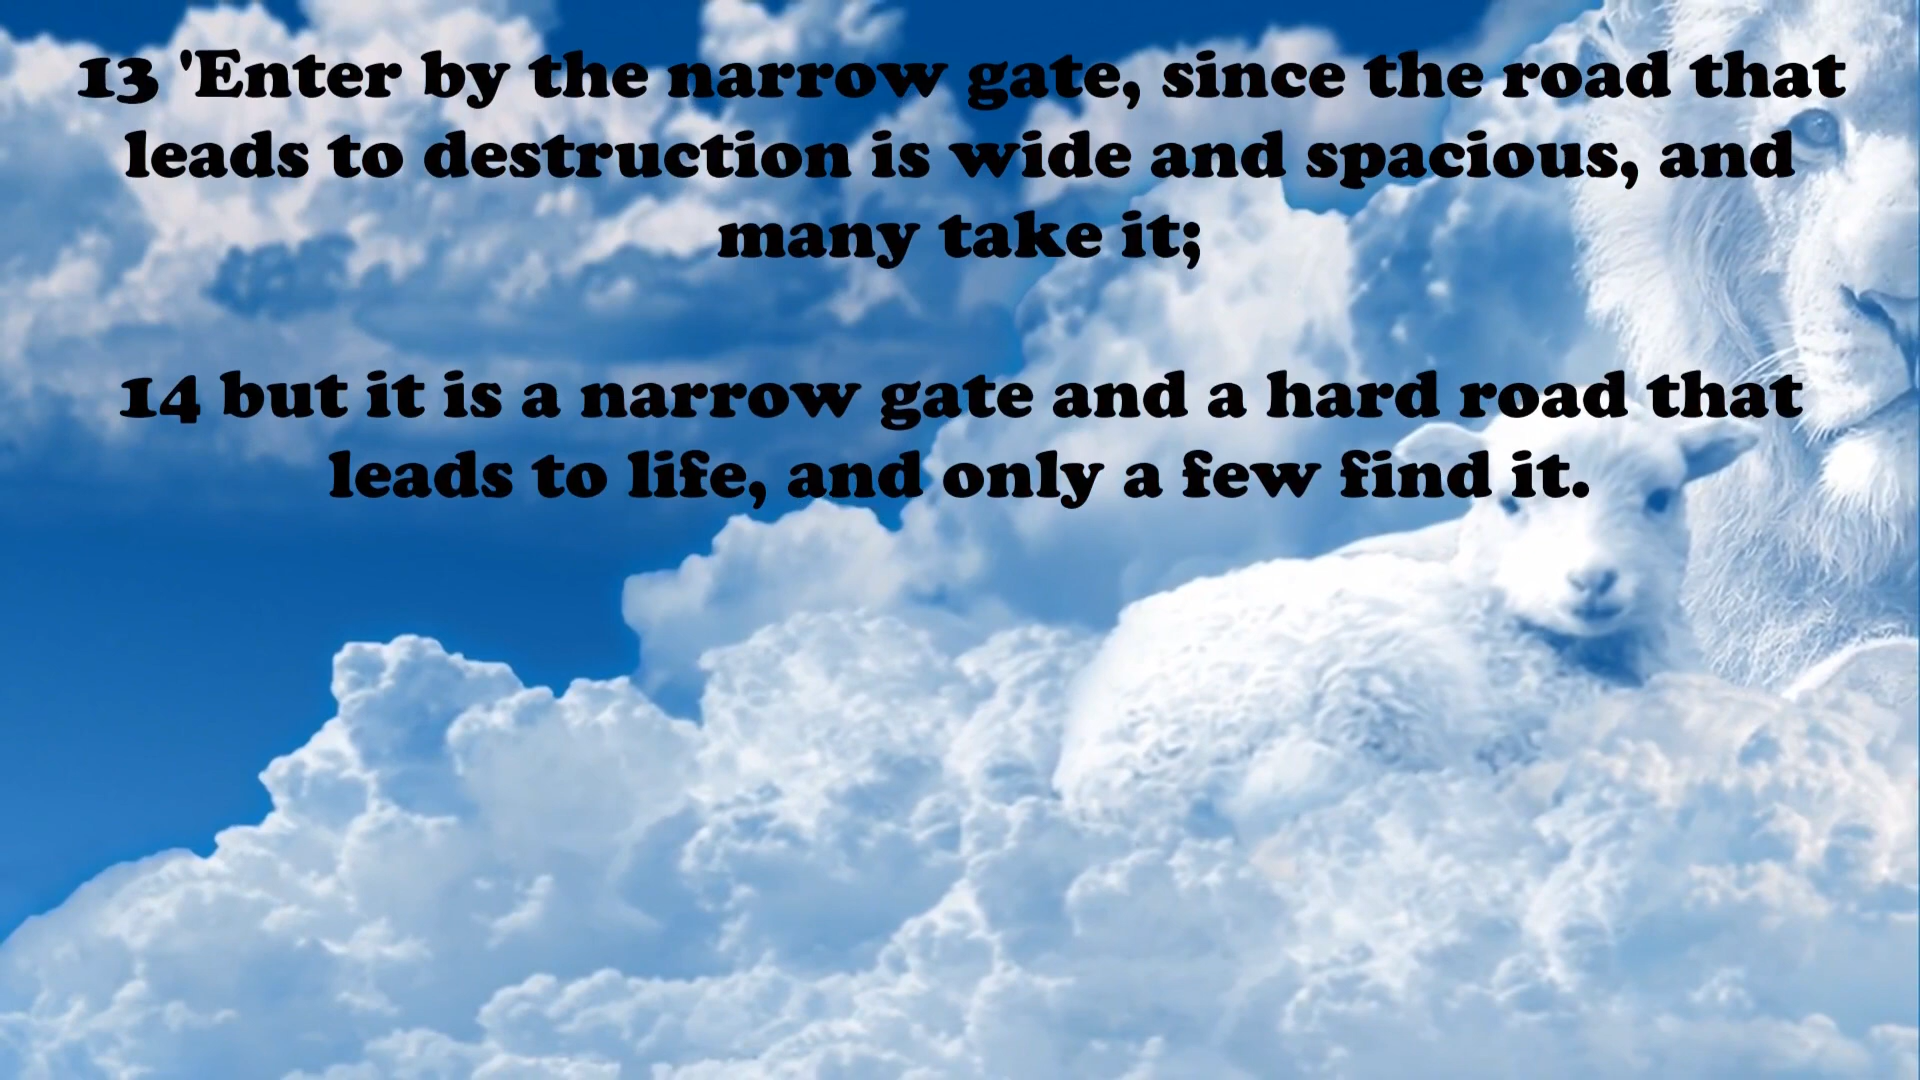 13 'Enter by the narrow gate, since the road that
leads to destruction is wide and spacious, and
many take it;
14 but it is a narrow gate and a hard road that
leads to life, and only a few find it.